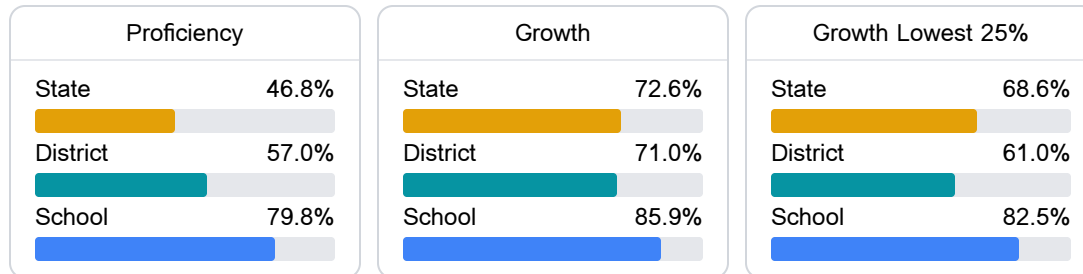 Proficiency
State 46.8%
District 57.0%
School 79.8%
Growth
State 72.6%
District 71.0%
School 85.9%
Growth Lowest 25%
State 68.6%
District 61.0%
School 82.5%